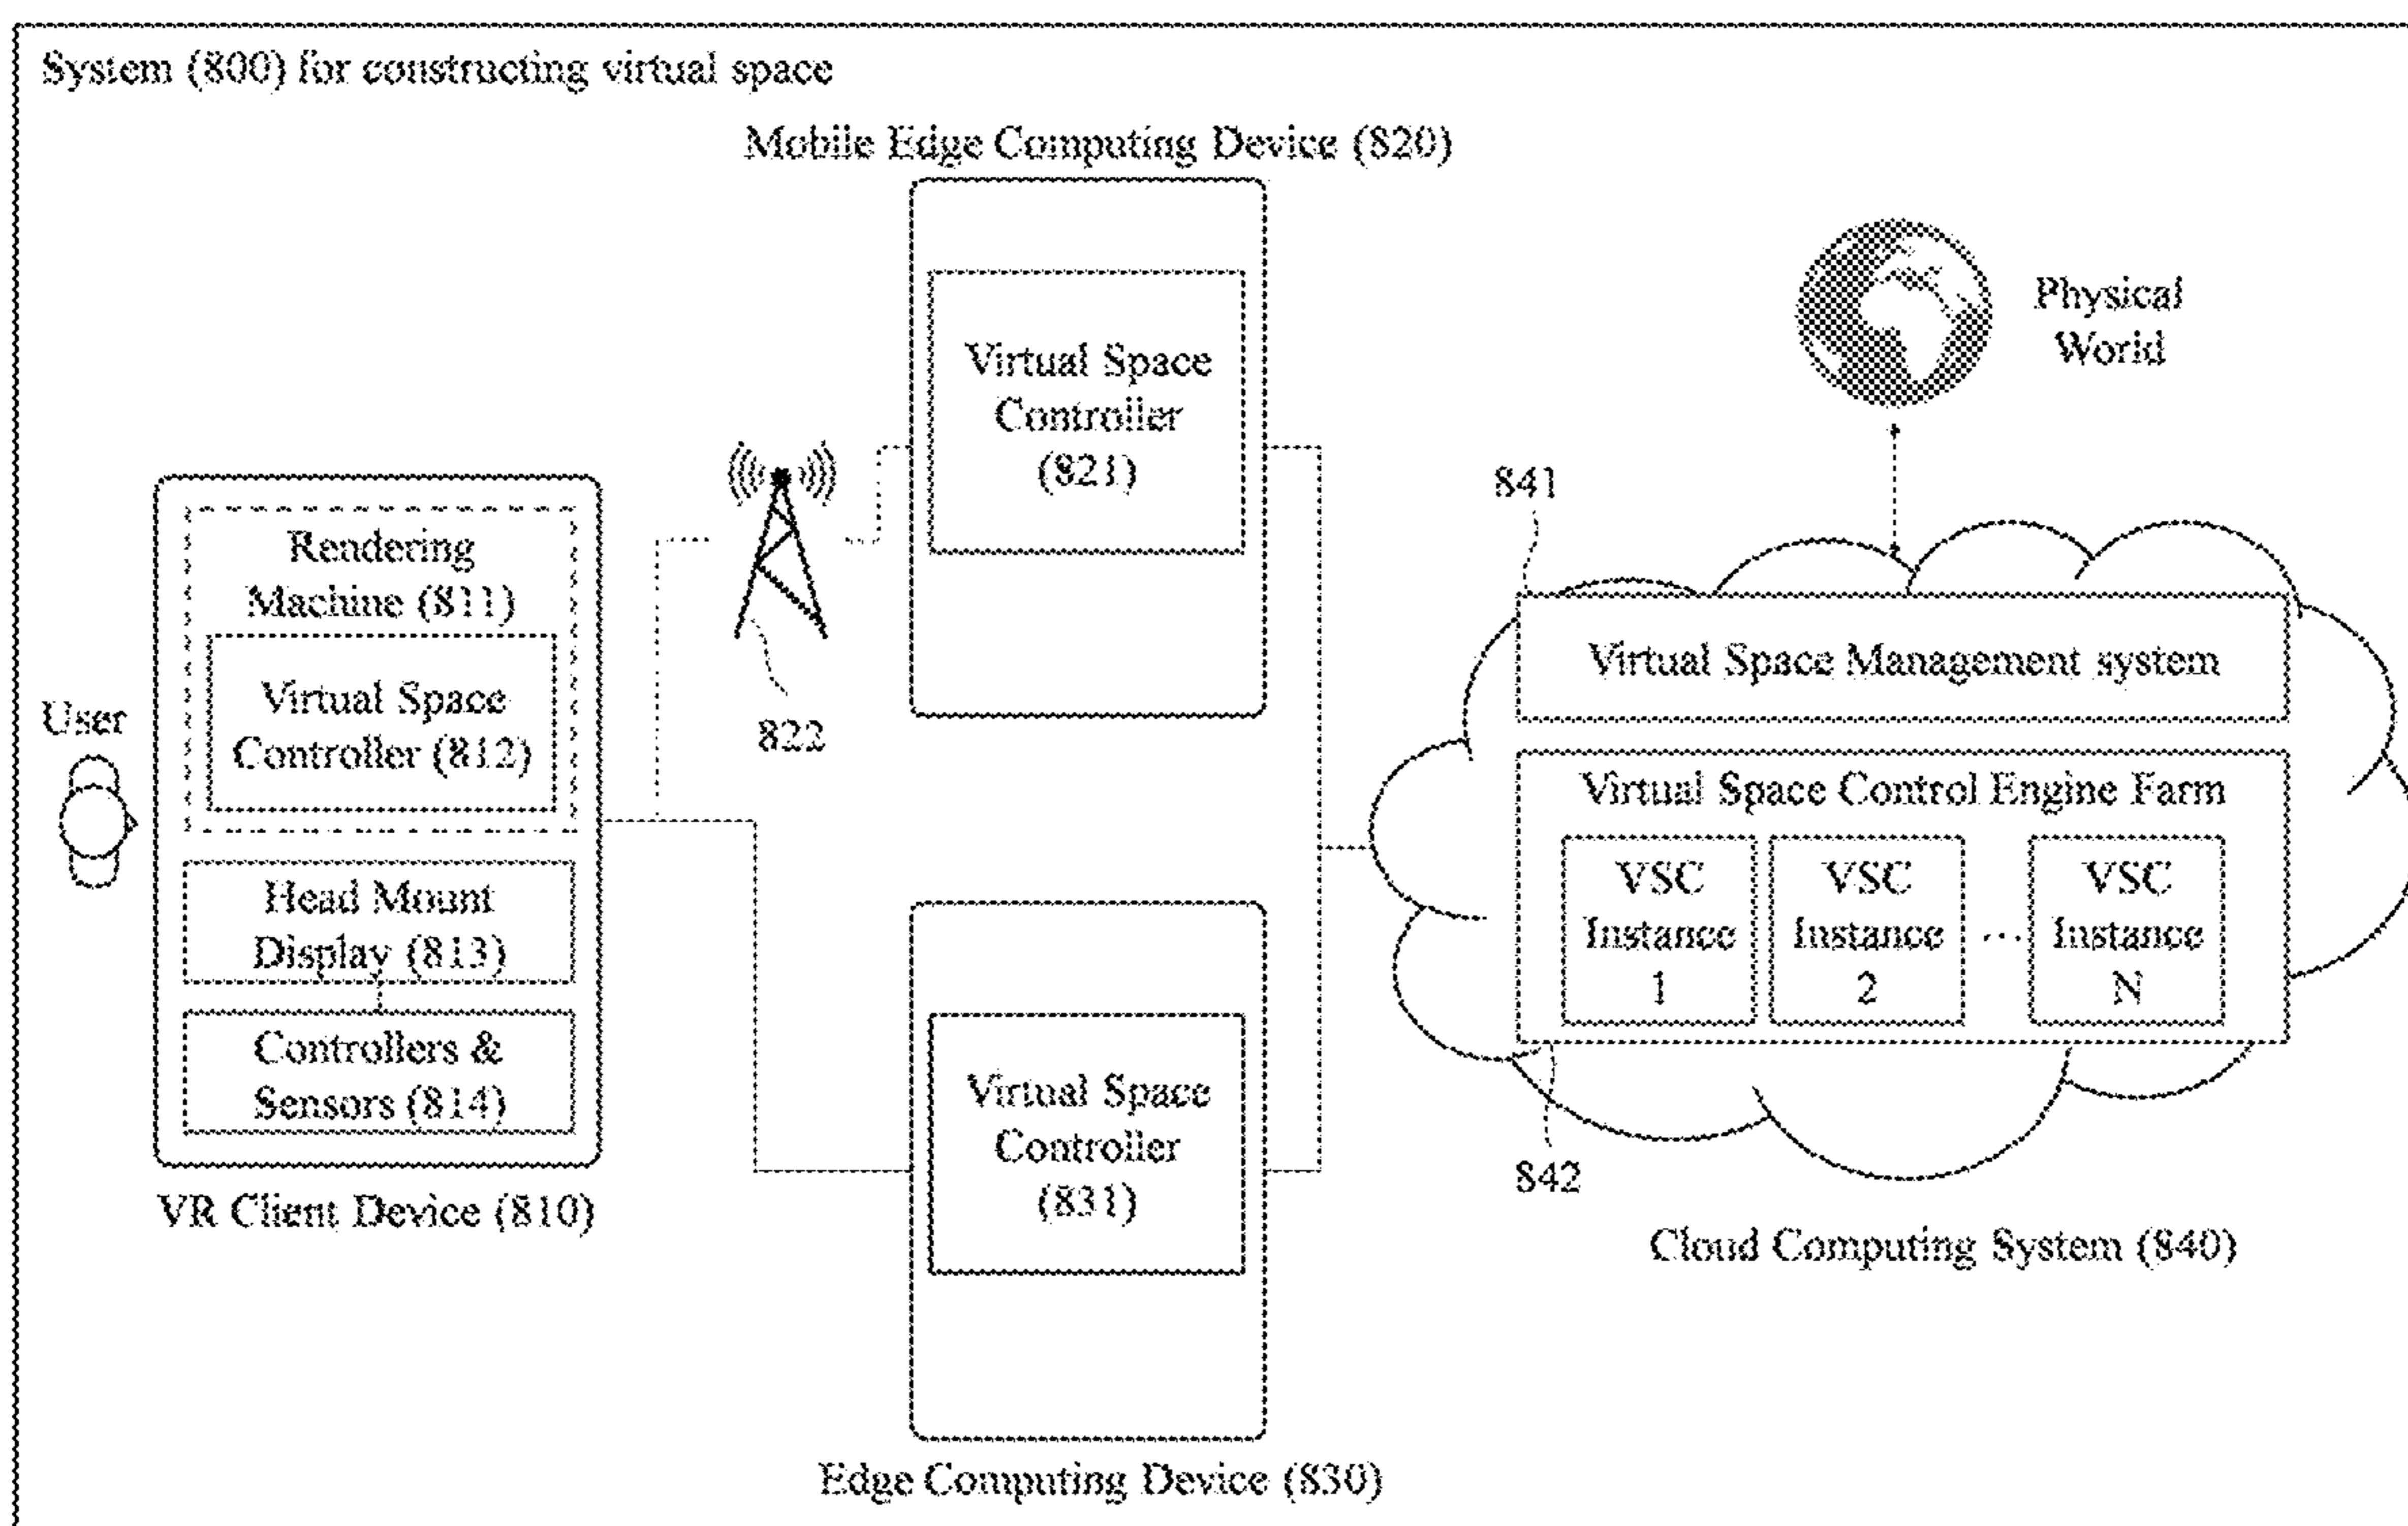 System (800) for constructing virtual space
Mobile Edge Computing Device (820)
Virtual Space
Controller
(821)
Physical
World
841
Rendering
Machine (811)
Virtual Space
Controller (812)
User
822
Virtual Space Management system
Virtual Space Control Engine Farm
VSC
Instance
1
VSC
Instance
2
...
VSC
Instance
N
Head Mount
Display (813)
Controllers &
Sensors (814)
VR Client Device (810)
Virtual Space
Controller
(831)
842
Cloud Computing System (840)
Edge Computing Device (830)